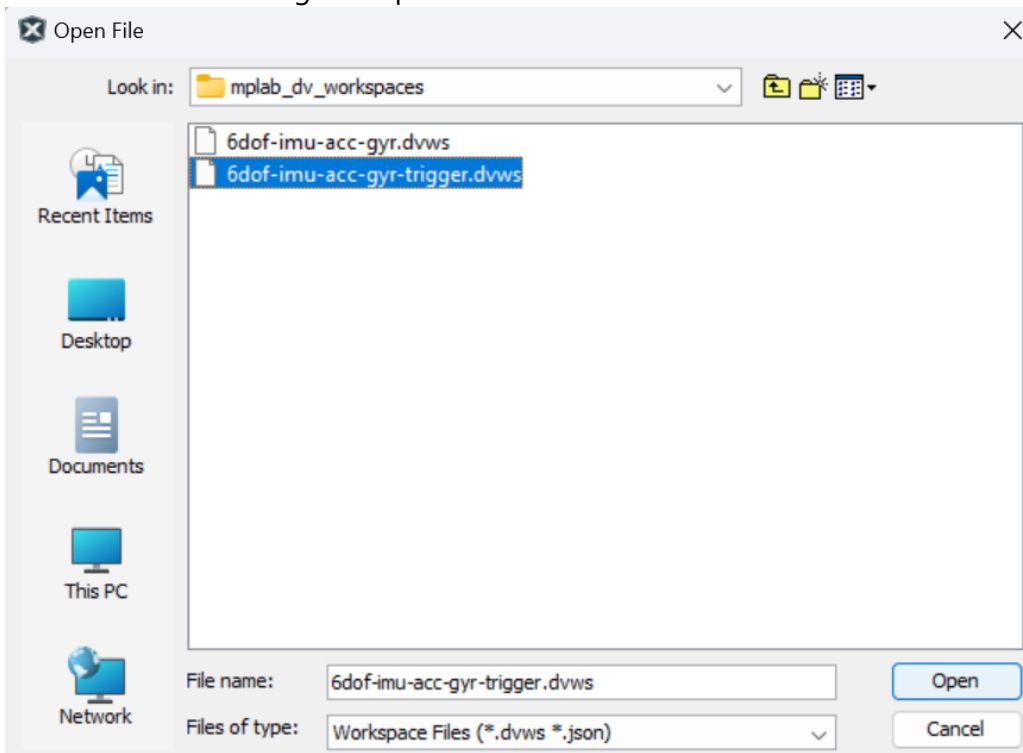 Open File
Look in:
mplab_dv_workspaces
6dof-imu-acc-gyr.dvws
6dof-imu-acc-gyr-trigger.dvws
Recent Items
Desktop
Documents
This PC
Network
File name:
6dof-imu-acc-gyr-trigger.dvws
Open
Files of type:
Workspace Files (*.dvws *.json)
Cancel